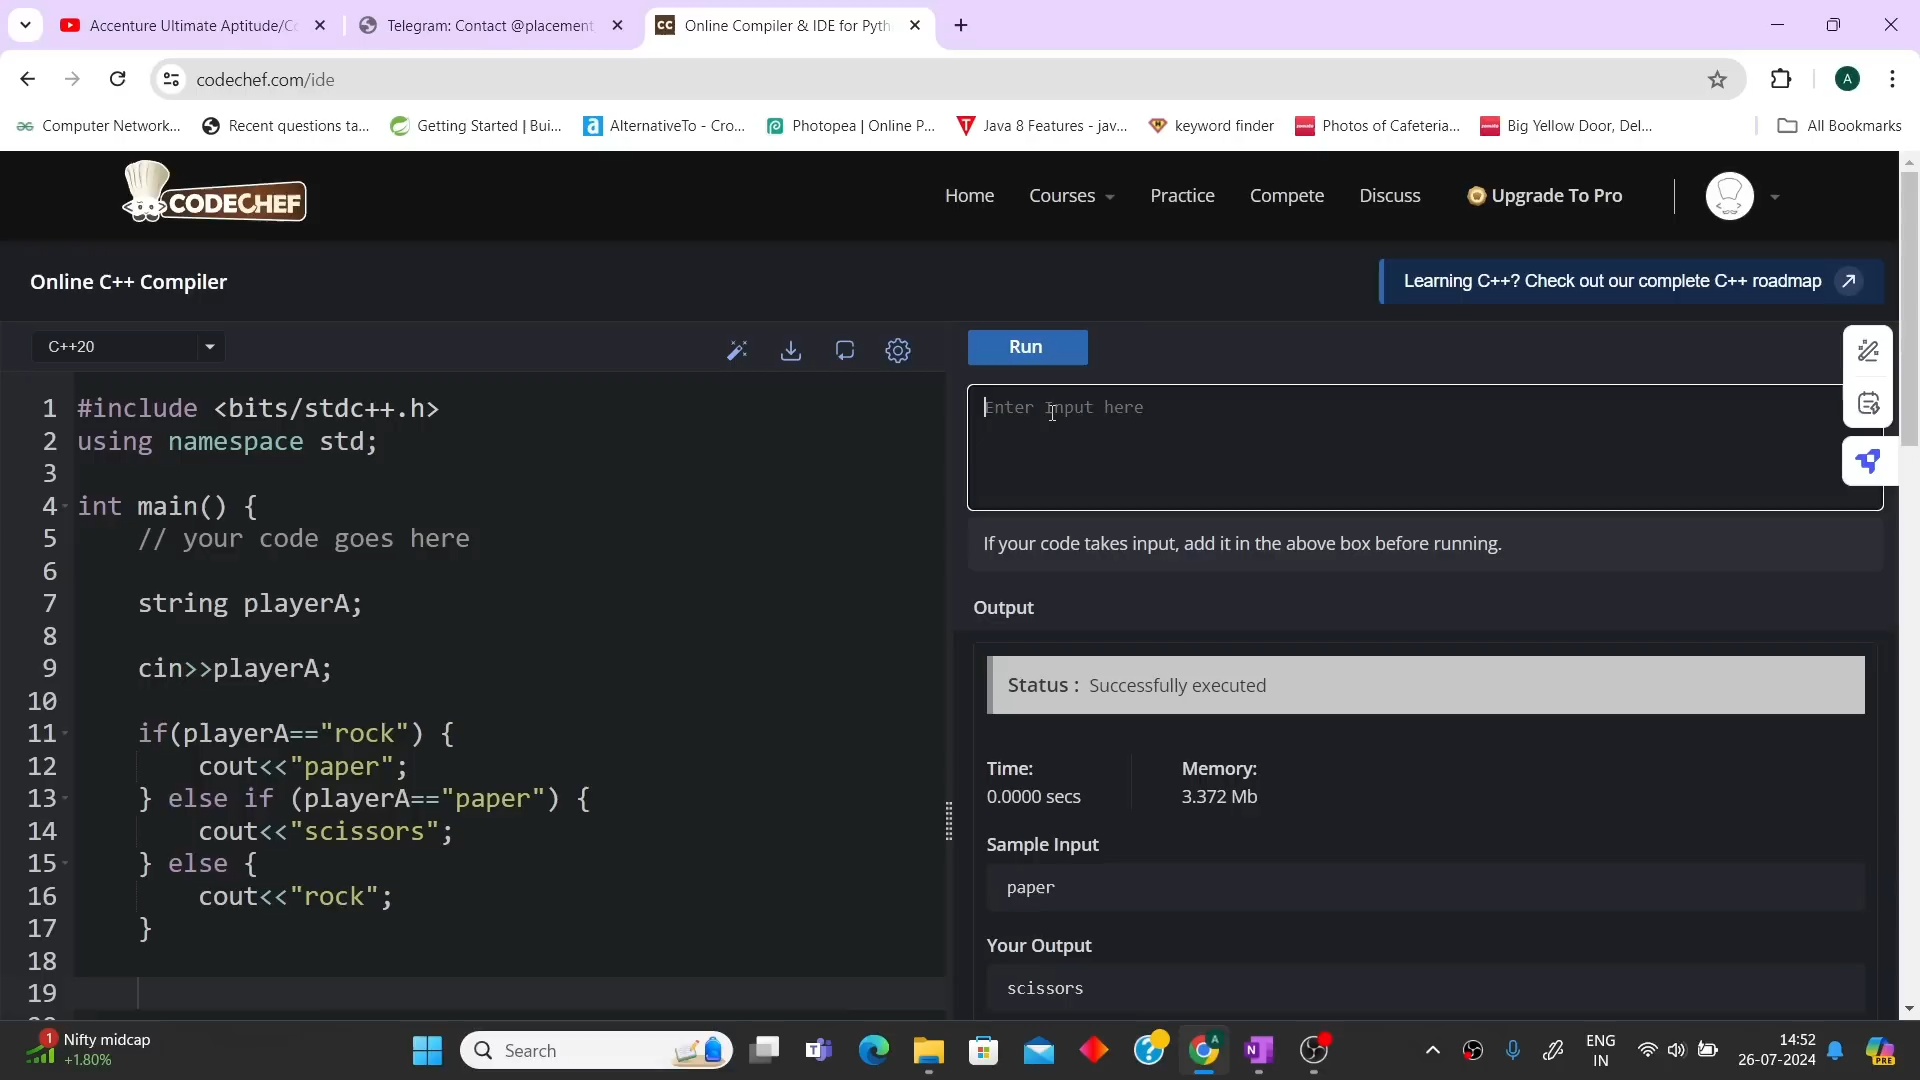 Accenture Ultimate Aptitude/Co
Telegram: Contact @placement
CC Online Compiler & IDE for Pyth
codechef.com/ide
A
Computer Network...
Recent questions ta...
Getting Started | Bui...
AlternativeTo - Cro...
Photopea | Online P...
Java 8 Features - jav...
keyword finder
Photos of Cafeteria...
Big Yellow Door, Del...
All Bookmarks
CODECHEF
Home
Courses
Practice
Compete
Discuss
Upgrade To Pro
Online C++ Compiler
Learning C++? Check out our complete C++ roadmap
C++20
Run
1 #include <bits/stdc++.h>
2 using namespace std;
3
4 int main() {
5 // your code goes here
6
7 string playerA;
8
9 cin>>playerA;
10
11 if(playerA=="rock") {
12 cout<<"paper";
13 } else if (playerA=="paper") {
14 cout<<"scissors";
15 } else {
16 cout<<"rock";
17 }
18
19
Enter Input here
If your code takes input, add it in the above box before running.
Output
Status : Successfully executed
Time:
0.0000 secs
Memory:
3.372 Mb
Sample Input
paper
Your Output
scissors
1
Nifty midcap
+1.80%
Search
ENG
IN
14:52
26-07-2024
PRE